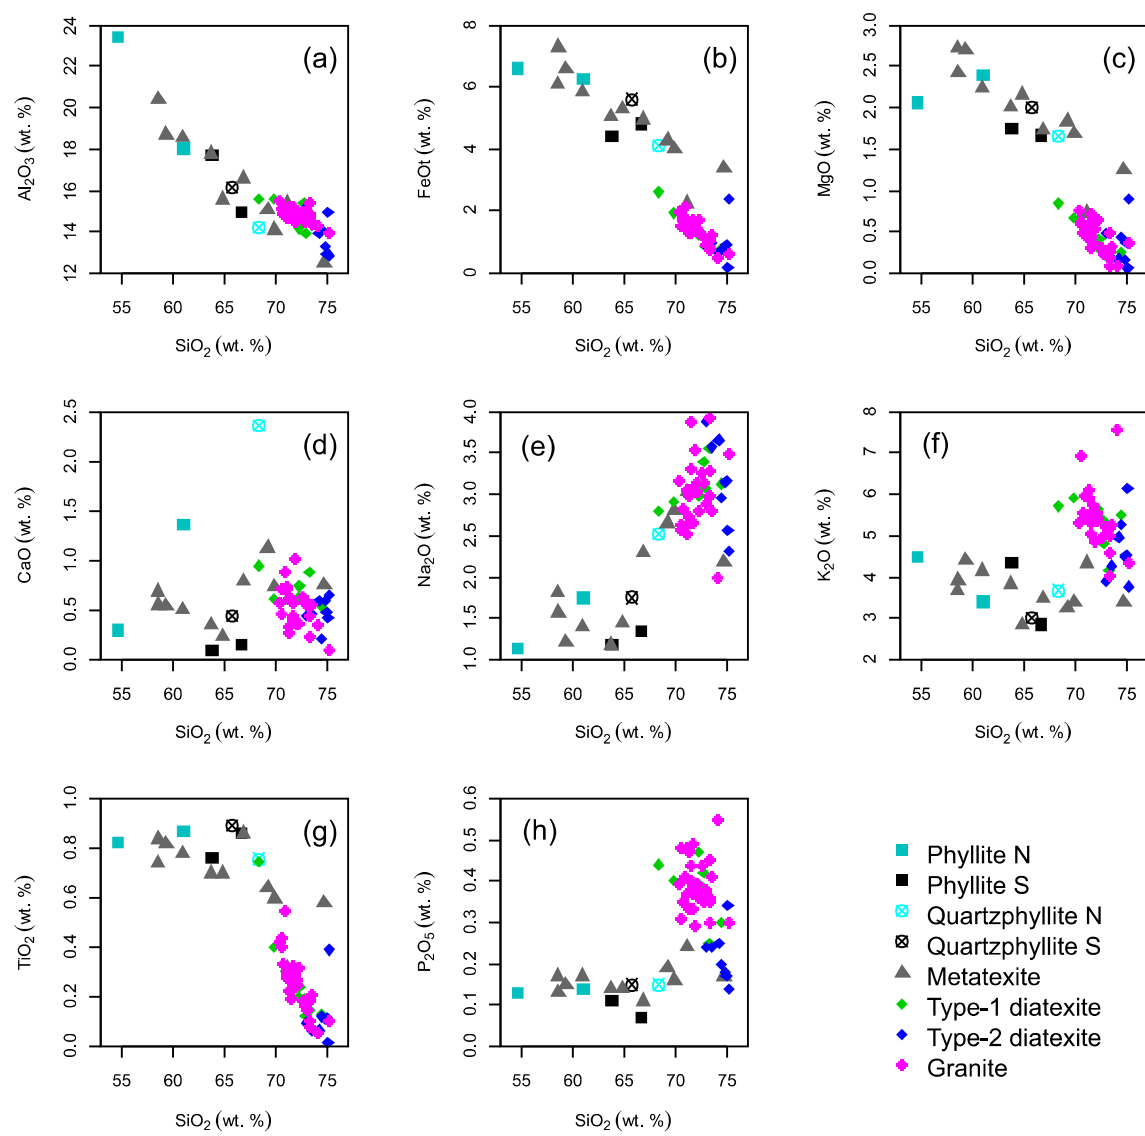 (a)
Al₂O₃ (wt. %)
12 14 16 18 20 22 24
55 60 65 70 75
SiO₂ (wt. %)
(b)
FeOt (wt. %)
0 2 4 6 8
55 60 65 70 75
SiO₂ (wt. %)
(c)
MgO (wt. %)
0.0 0.5 1.0 1.5 2.0 2.5 3.0
55 60 65 70 75
SiO₂ (wt. %)
(d)
CaO (wt. %)
0.0 0.5 1.0 1.5 2.0 2.5
55 60 65 70 75
SiO₂ (wt. %)
(e)
Na₂O (wt. %)
1.0 1.5 2.0 2.5 3.0 3.5 4.0
55 60 65 70 75
SiO₂ (wt. %)
(f)
K₂O (wt. %)
2 3 4 5 6 7 8
55 60 65 70 75
SiO₂ (wt. %)
(g)
TiO₂ (wt. %)
0.0 0.2 0.4 0.6 0.8 1.0
55 60 65 70 75
SiO₂ (wt. %)
(h)
P₂O₅ (wt. %)
0.0 0.1 0.2 0.3 0.4 0.5 0.6
55 60 65 70 75
SiO₂ (wt. %)
Phyllite N
Phyllite S
Quartzphyllite N
Quartzphyllite S
Metatexite
Type-1 diatexite
Type-2 diatexite
Granite